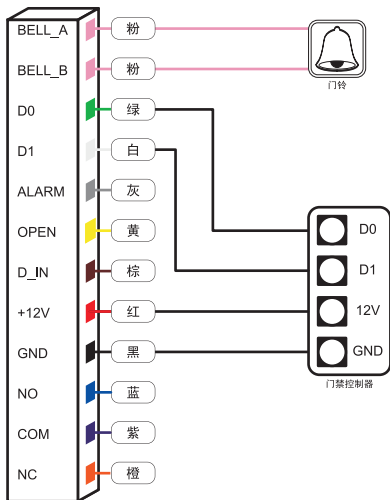 BELL_A 粉
门铃
BELL_B 粉
D0 绿
D1 白
ALARM 灰
OPEN 黄
D_IN 棕
+12V 红
GND 黑
NO 蓝
COM 紫
NC 橙
D0
D1
12V
GND
门禁控制器